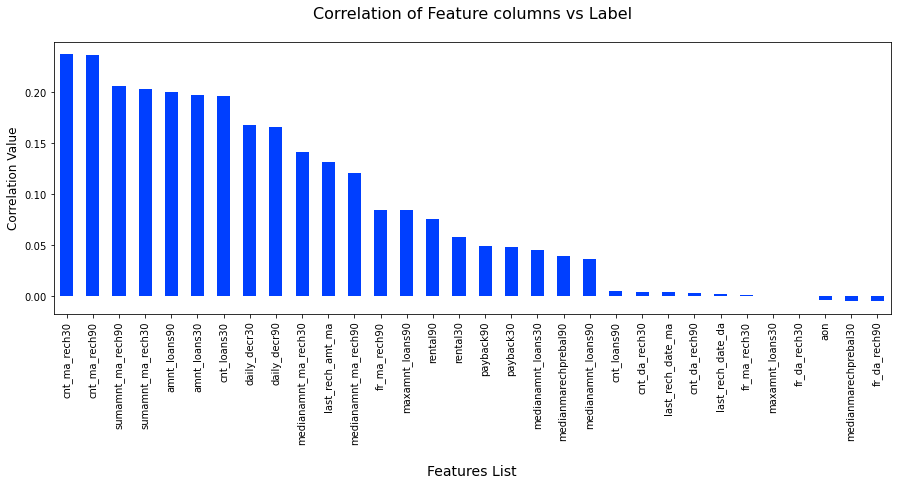 Correlation of Feature columns vs Label
Correlation Value
0.20
0.15
0.10
0.05
0.00
cnt_ma_rech30
cnt_ma_rech90
sumamnt_ma_rech90
sumamnt_ma_rech30
amnt_loans90
amnt_loans30
cnt_loans30
daily_decr30
daily_decr90
medianamnt_ma_rech30
last_rech_amt_ma
medianamnt_ma_rech90
fr_ma_rech90
maxamnt_loans90
rental90
rental30
payback90
payback30
medianamnt_loans30
medianmarechprebal90
medianamnt_loans90
cnt_loans90
cnt_da_rech30
last_rech_date_ma
cnt_da_rech90
last_rech_date_da
fr_ma_rech30
maxamnt_loans30
fr_da_rech30
aon
medianmarechprebal30
fr_da_rech90
Features List